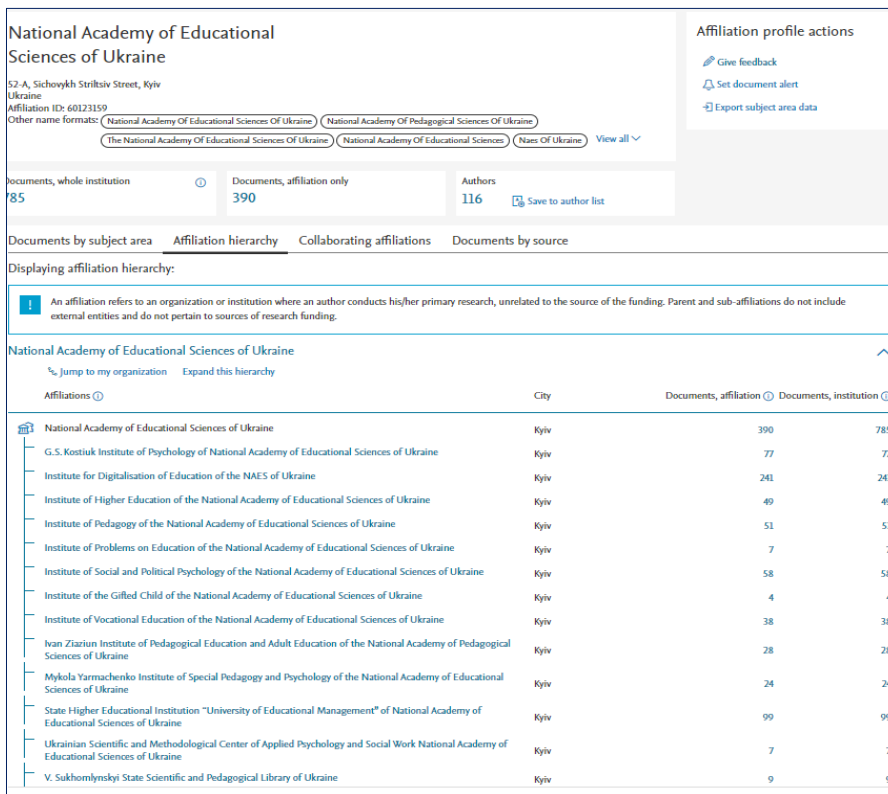 National Academy of Educational
Sciences of Ukraine
52-A, Sichovykh Striltsiv Street, Kyiv
Ukraine
Affiliation ID: 60123159
Other name formats: National Academy Of Educational Sciences Of Ukraine National Academy Of Pedagogical Sciences Of Ukraine
The National Academy Of Educational Sciences Of Ukraine National Academy Of Educational Sciences Naes Of Ukraine View all
Affiliation profile actions
Give feedback
Set document alert
Export subject area data
Documents, whole institution
785
Documents, affiliation only
390
Authors
116 Save to author list
Documents by subject area Affiliation hierarchy Collaborating affiliations Documents by source
Displaying affiliation hierarchy:
! An affiliation refers to an organization or institution where an author conducts his/her primary research, unrelated to the source of the funding. Parent and sub-affiliations do not include
external entities and do not pertain to sources of research funding.
National Academy of Educational Sciences of Ukraine
Jump to my organization Expand this hierarchy
Affiliations City Documents, affiliation Documents, institution
National Academy of Educational Sciences of Ukraine Kyiv 390 785
G.S. Kostiuk Institute of Psychology of National Academy of Educational Sciences of Ukraine Kyiv 77
Institute for Digitalisation of Education of the NAES of Ukraine Kyiv 241
Institute of Higher Education of the National Academy of Educational Sciences of Ukraine Kyiv 49 49
Institute of Pedagogy of the National Academy of Educational Sciences of Ukraine Kyiv 51
Institute of Problems on Education of the National Academy of Educational Sciences of Ukraine Kyiv 7
Institute of Social and Political Psychology of the National Academy of Educational Sciences of Ukraine Kyiv 58 58
Institute of the Gifted Child of the National Academy of Educational Sciences of Ukraine Kyiv 4
Institute of Vocational Education of the National Academy of Educational Sciences of Ukraine Kyiv 38 38
Ivan Ziaziun Institute of Pedagogical Education and Adult Education of the National Academy of Pedagogical
Sciences of Ukraine Kyiv 28 28
Mykola Yarmachenko Institute of Special Pedagogy and Psychology of the National Academy of Educational
Sciences of Ukraine Kyiv 24 24
State Higher Educational Institution "University of Educational Management" of National Academy of
Educational Sciences of Ukraine Kyiv 99 99
Ukrainian Scientific and Methodological Center of Applied Psychology and Social Work National Academy of
Educational Sciences of Ukraine Kyiv 7
V. Sukhomlynskyi State Scientific and Pedagogical Library of Ukraine Kyiv 9